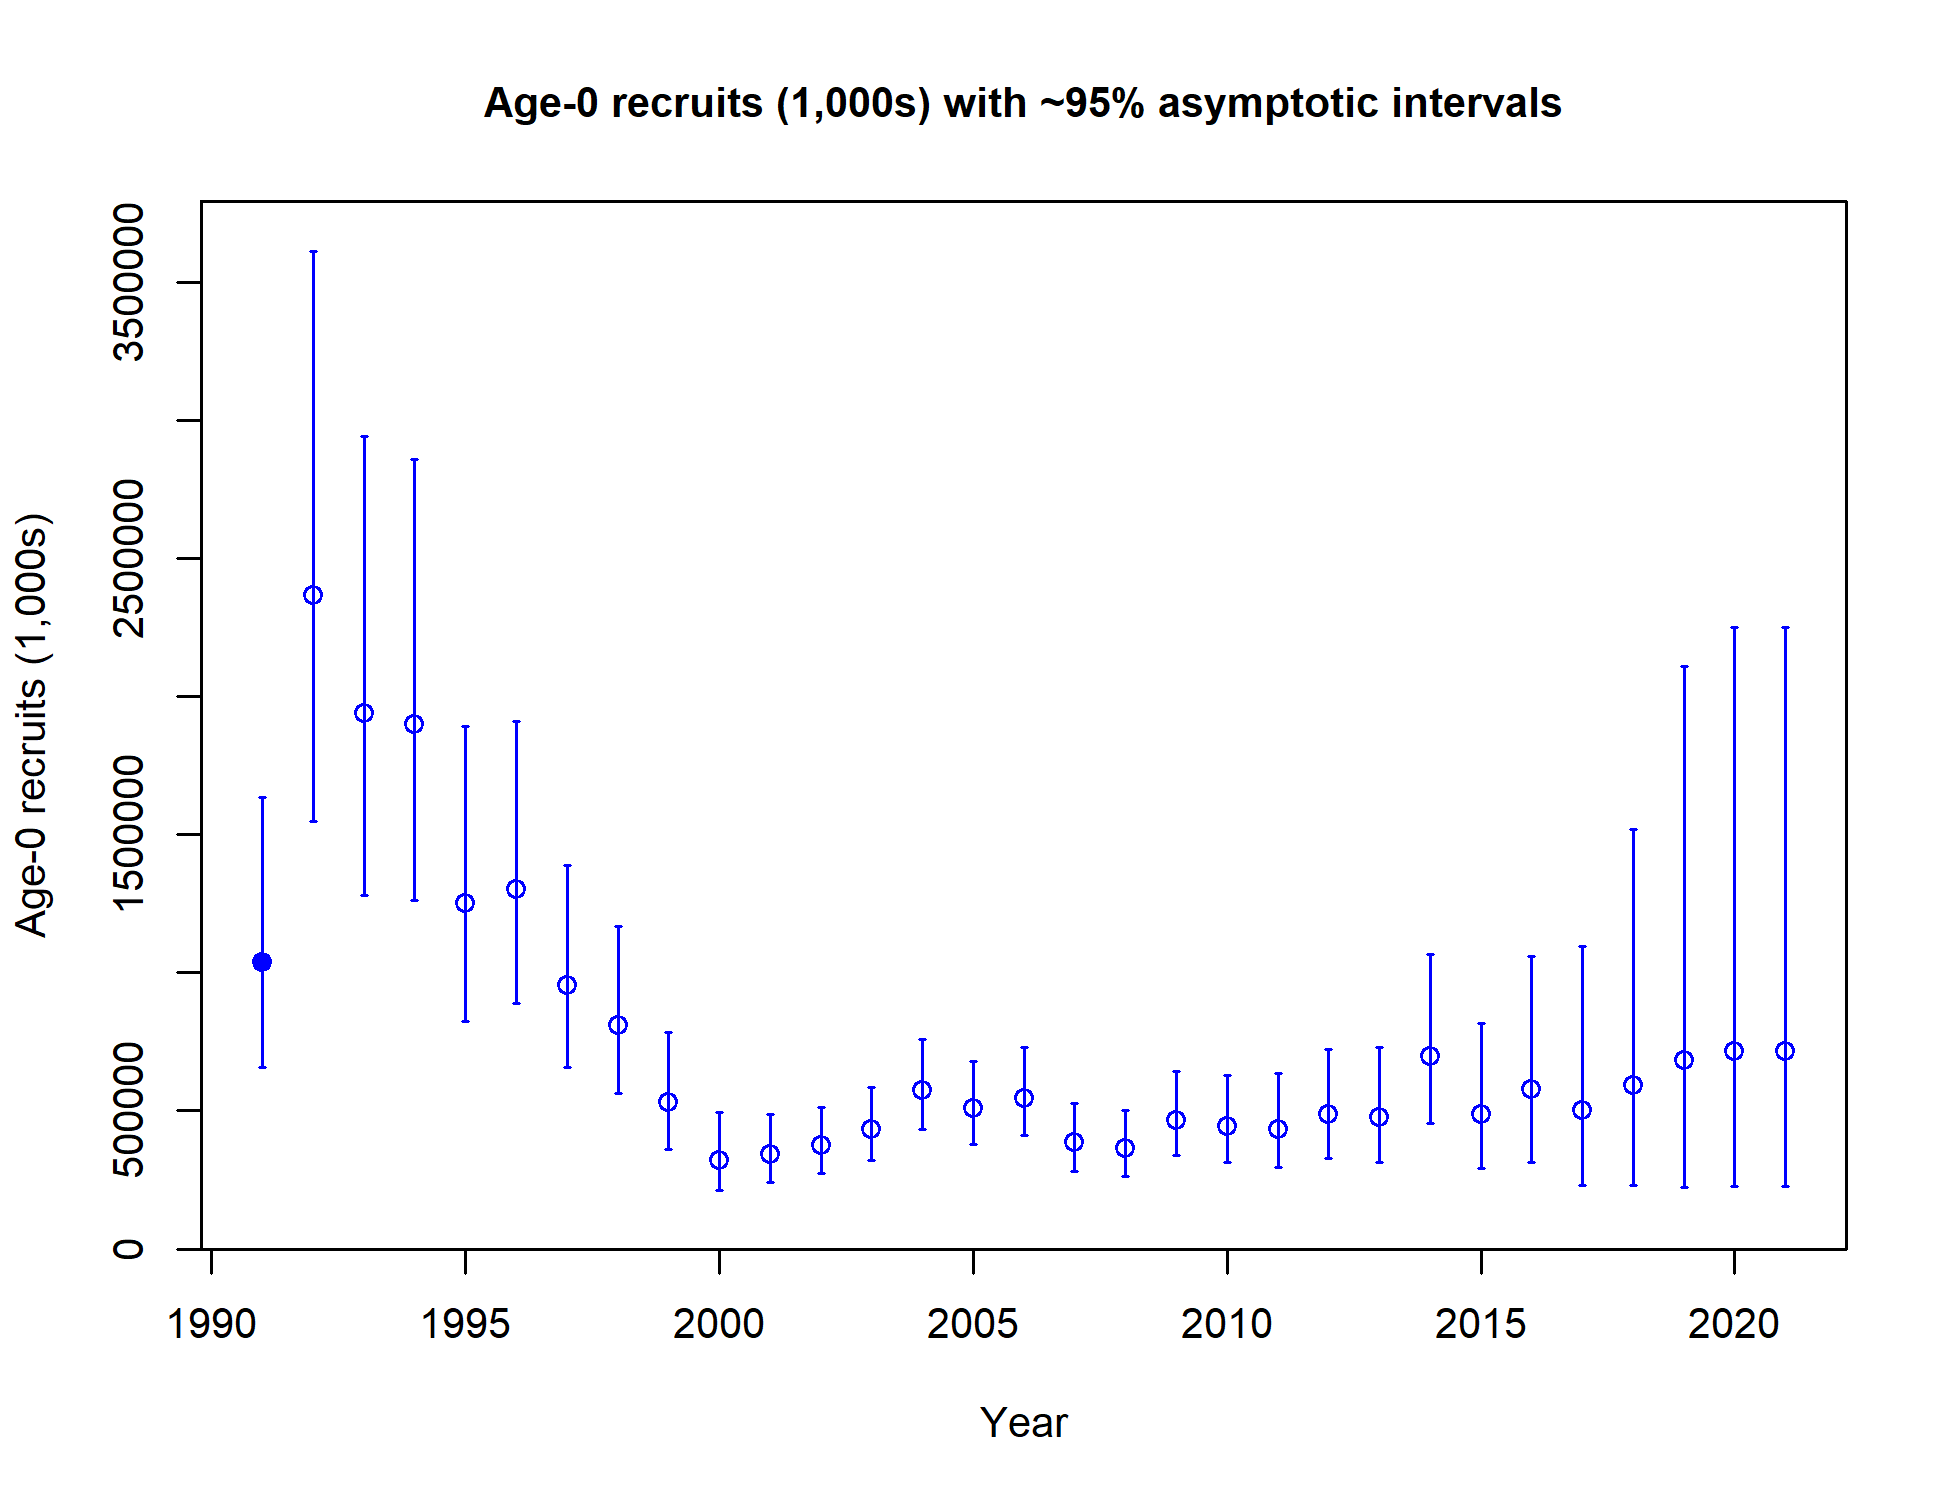 Age-0 recruits (1,000s) with ~95% asymptotic intervals
Age-0 recruits (1,000s)
3500000
2500000
1500000
500000
0
1990 1995 2000 2005 2010 2015 2020
Year